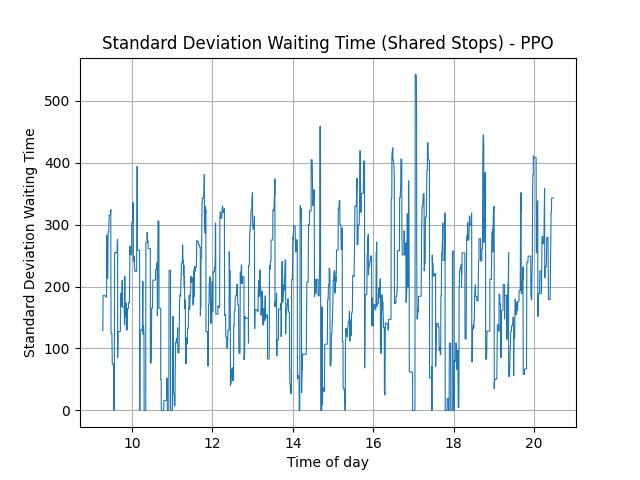 Standard Deviation Waiting Time (Shared Stops) - PPO
Standard Deviation Waiting Time
500
400
300
200
100
0
10 12 14 16 18 20
Time of day